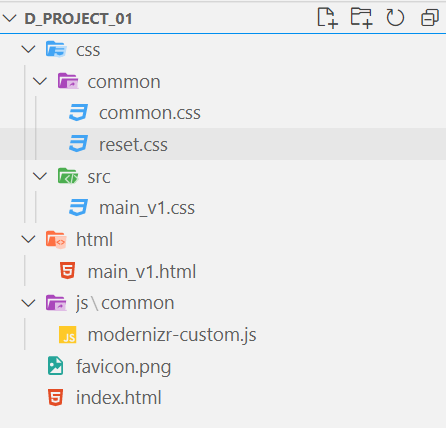 D_PROJECT_01
css
common
common.css
reset.css
src
main_v1.css
html
main_v1.html
js\common
JS modernizr-custom.js
favicon.png
index.html